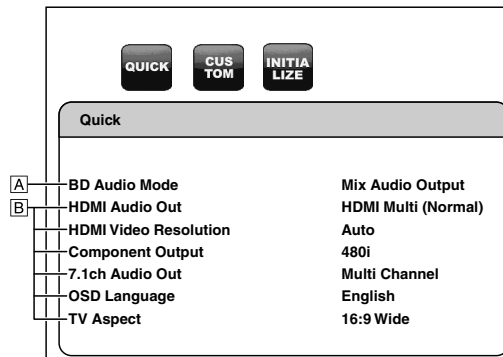 QUICK
CUS
TOM
INITIA
LIZE
Quick
A BD Audio Mode Mix Audio Output
B HDMI Audio Out HDMI Multi (Normal)
HDMI Video Resolution Auto
Component Output 480i
7.1ch Audio Out Multi Channel
OSD Language English
TV Aspect 16:9 Wide